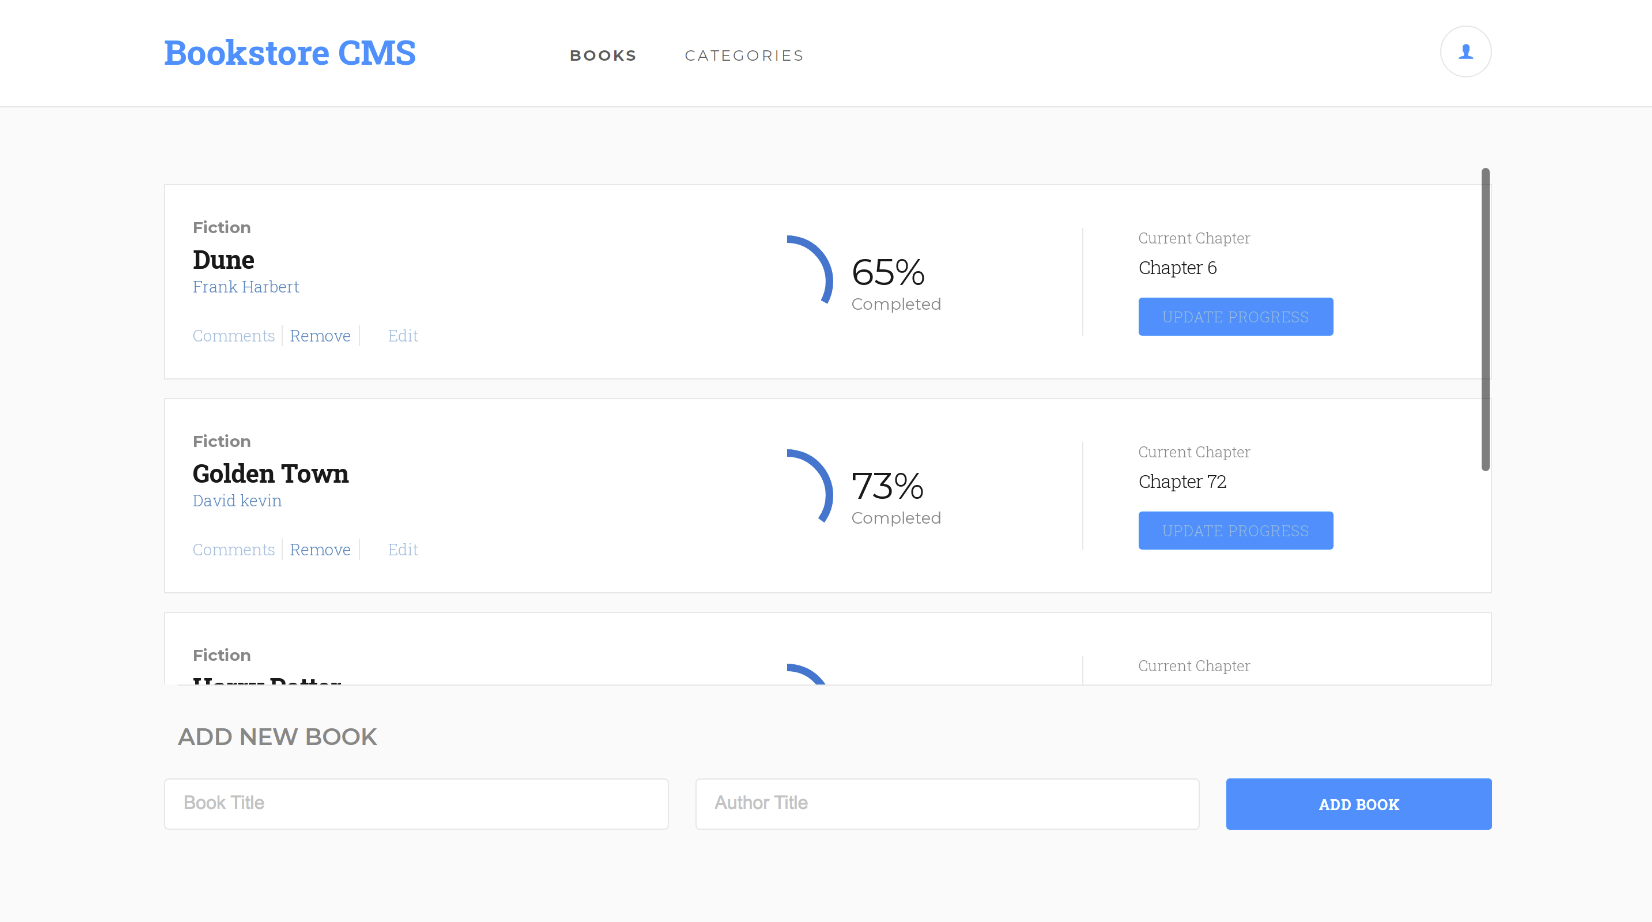 Bookstore CMS
BOOKS
CATEGORIES
Fiction
Dune
Frank Harbert
Comments
Remove
Edit
65%
Completed
Current Chapter
Chapter 6
UPDATE PROGRESS
Fiction
Golden Town
David kevin
Comments
Remove
Edit
73%
Completed
Current Chapter
Chapter 72
UPDATE PROGRESS
Fiction
Harry Potter
Current Chapter
ADD NEW BOOK
Book Title
Author Title
ADD BOOK